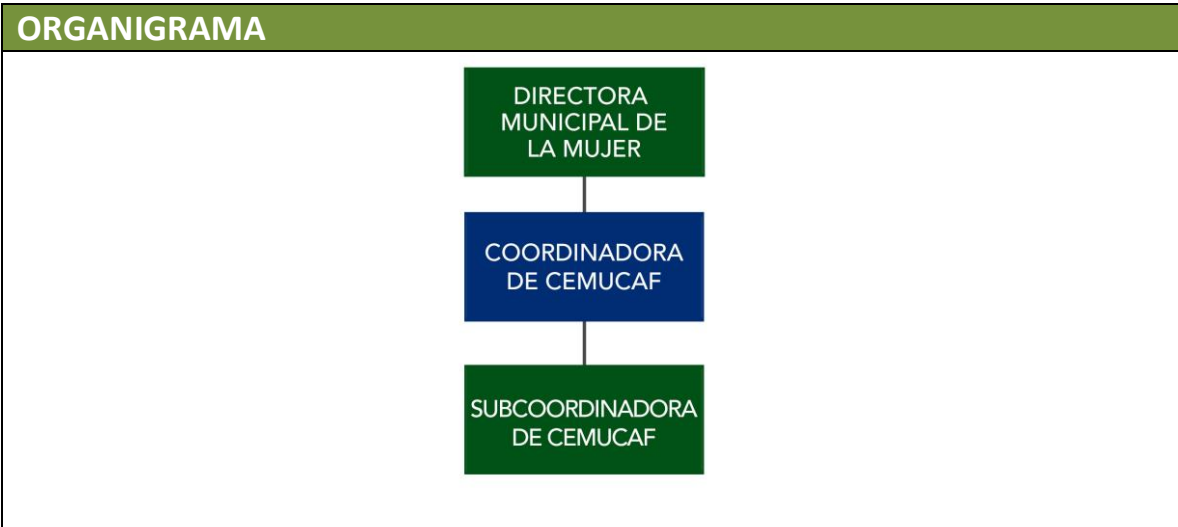 ORGANIGRAMA
DIRECTORA
MUNICIPAL DE
LA MUJER
COORDINADORA
DE CEMUCAF
SUBCOORDINADORA
DE CEMUCAF